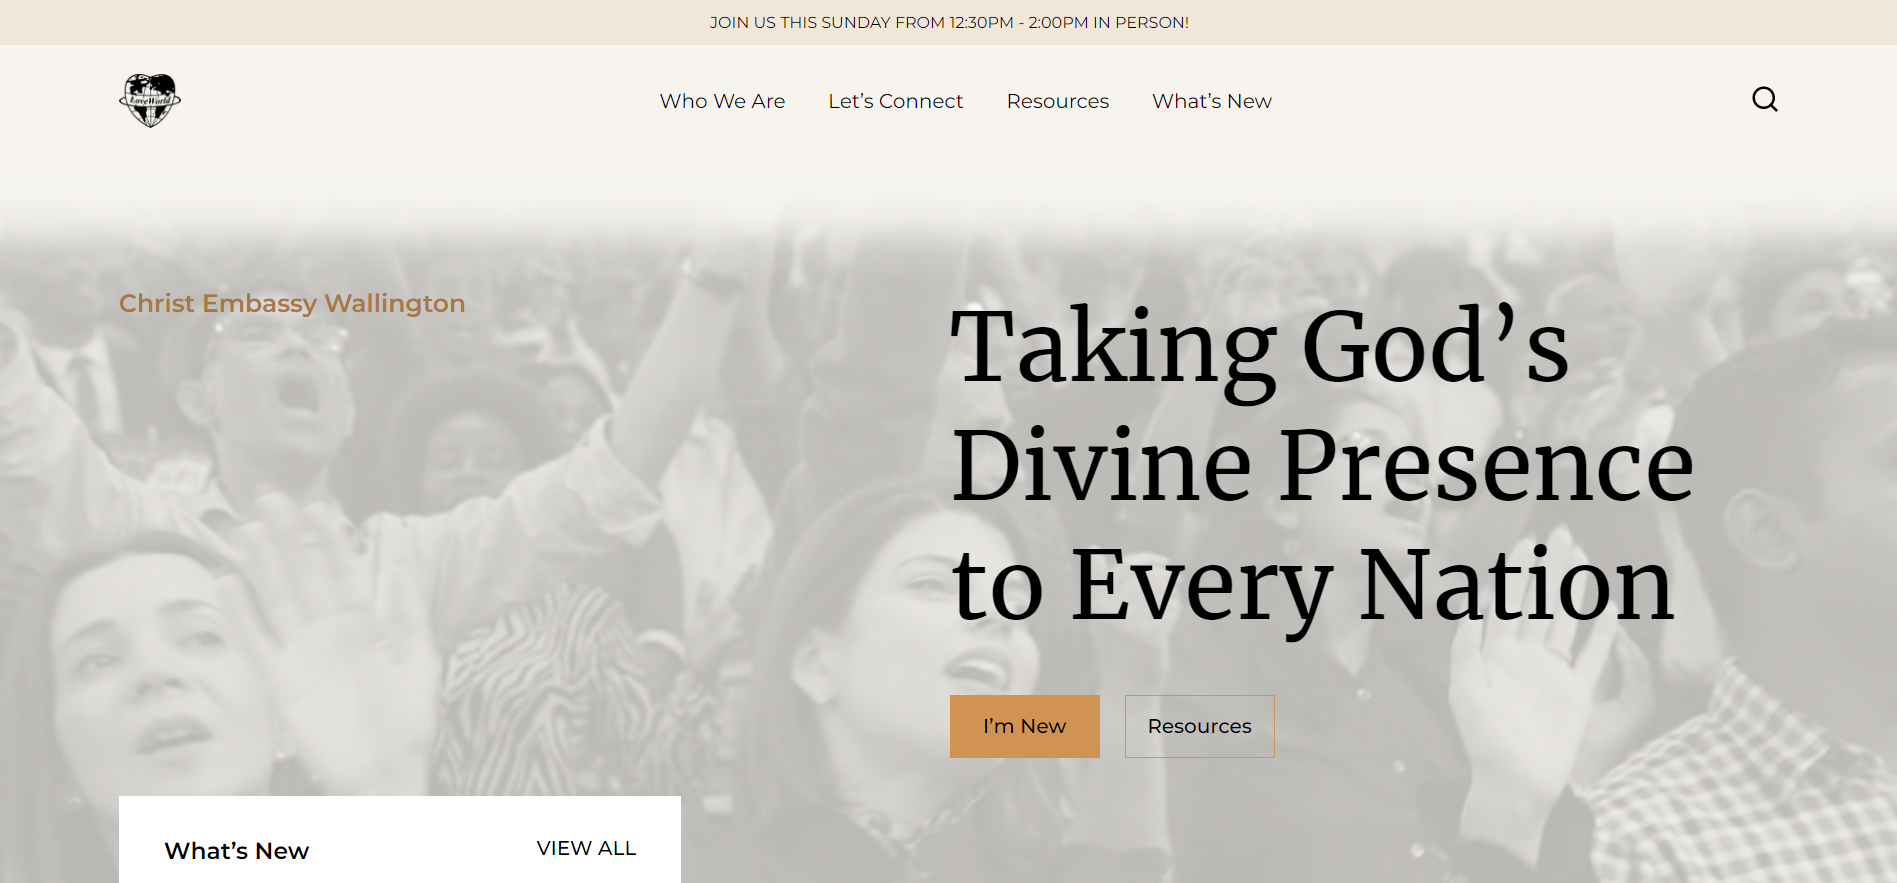 JOIN US THIS SUNDAY FROM 12:30PM - 2:00PM IN PERSON!
LoveWorld
Who We Are
Let’s Connect
Resources
What’s New
Christ Embassy Wallington
Taking God’s
Divine Presence
to Every Nation
I’m New
Resources
What’s New
VIEW ALL